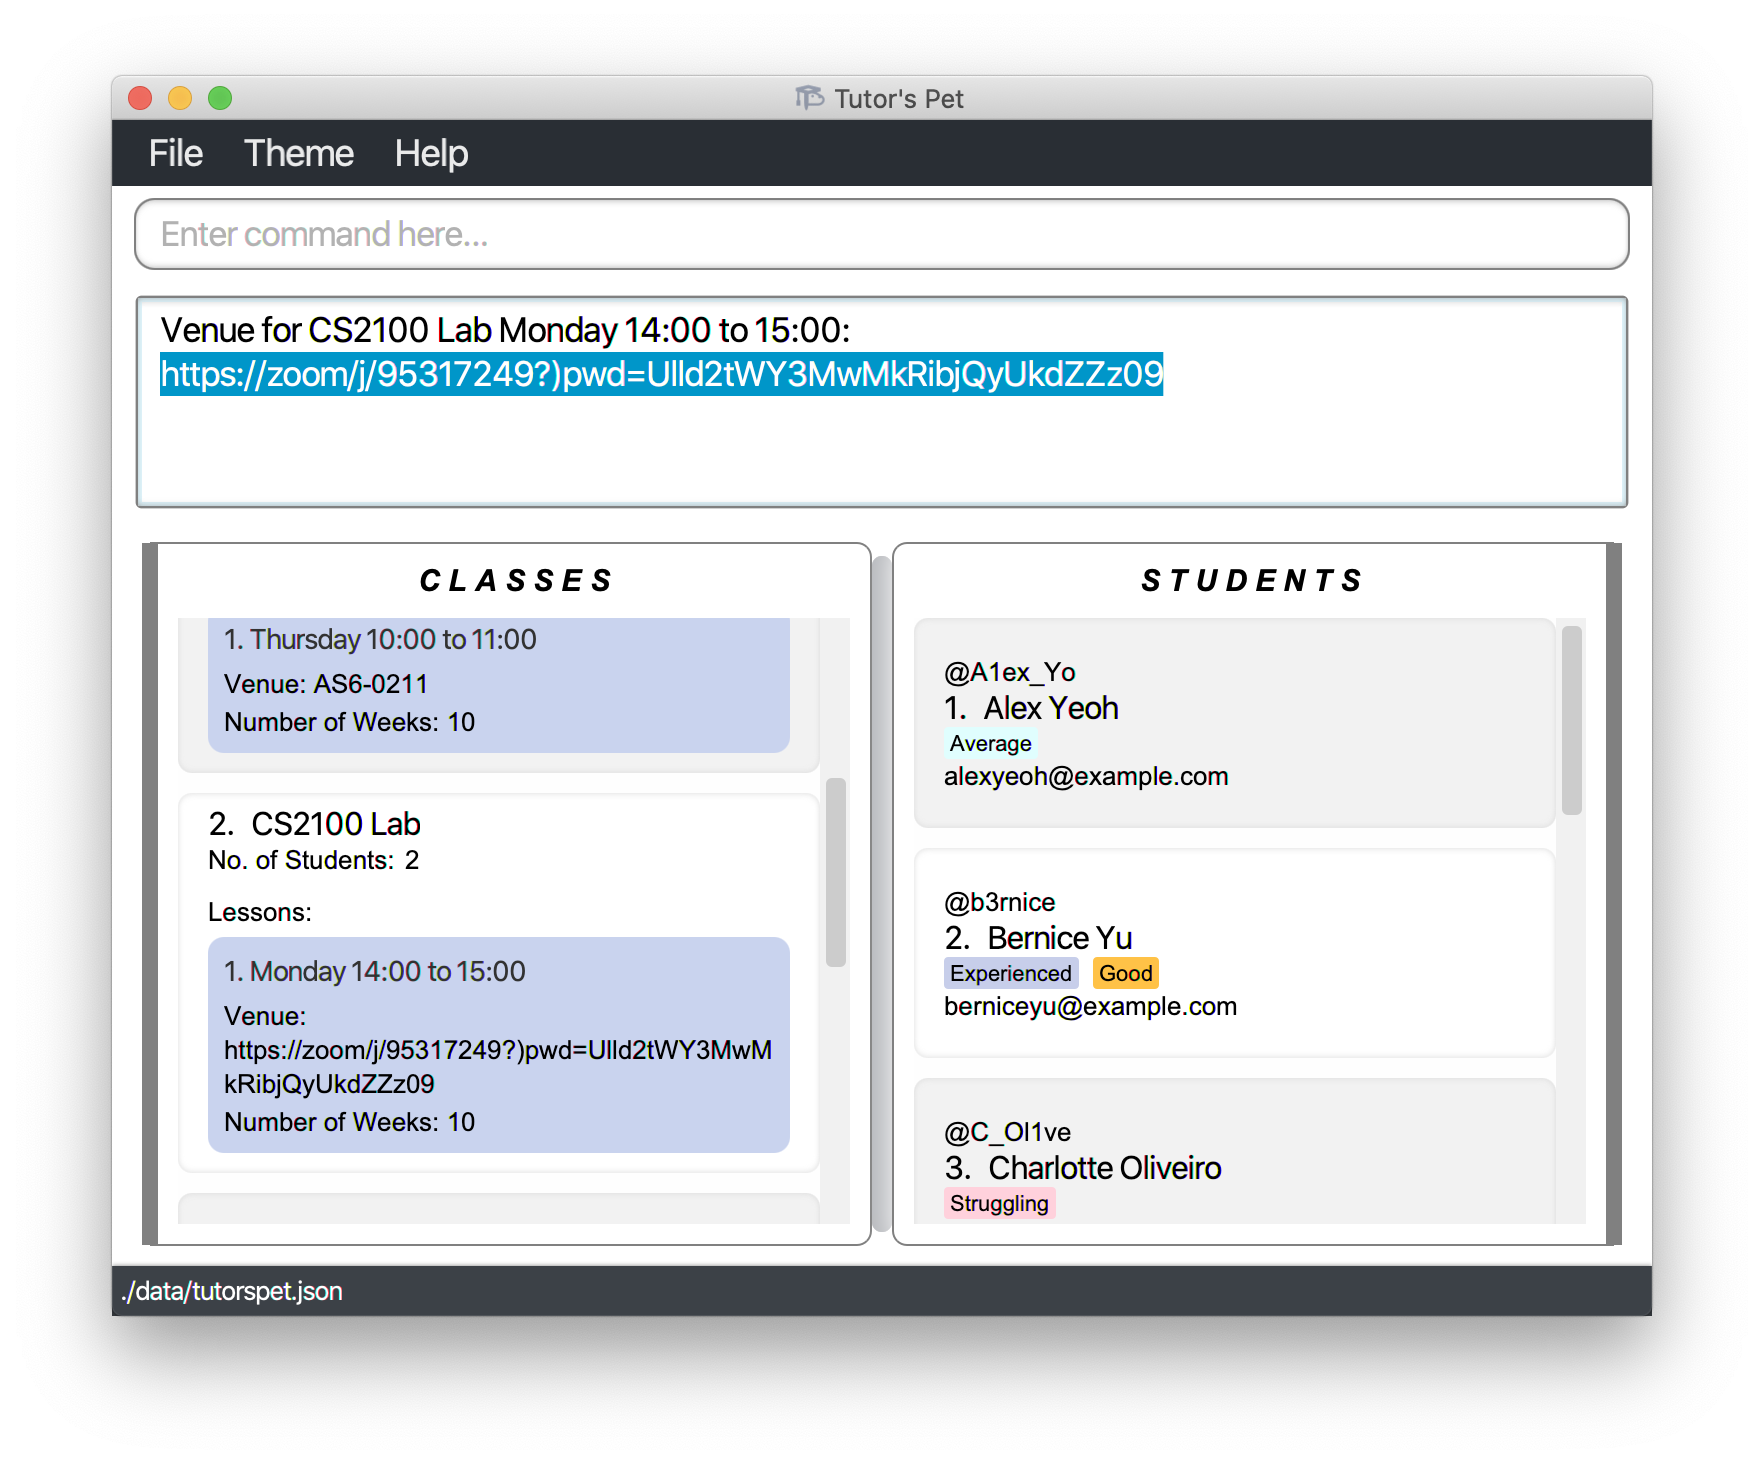 Tutor's Pet
File Theme Help
Enter command here...
Venue for CS2100 Lab Monday 14:00 to 15:00:
https://zoom/j/95317249?)pwd=Ulld2tWY3MwMkRibjQyUkdZZz09
CLASSES
1. Thursday 10:00 to 11:00
Venue: AS6-0211
Number of Weeks: 10
2. CS2100 Lab
No. of Students: 2
Lessons:
1. Monday 14:00 to 15:00
Venue:
https://zoom/j/95317249?)pwd=Ulld2tWY3MwM
kRibjQyUkdZZz09
Number of Weeks: 10
STUDENTS
@A1ex_Yo
1. Alex Yeoh
Average
alexyeoh@example.com
@b3rnice
2. Bernice Yu
Experienced Good
berniceyu@example.com
@C_Ol1ve
3. Charlotte Oliveiro
Struggling
./data/tutorspet.json